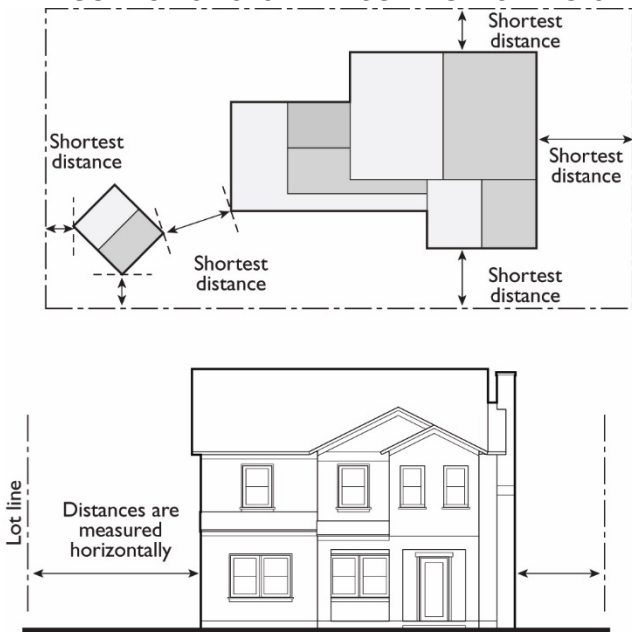 Shortest
distance
Shortest
distance
Shortest
distance
Shortest
distance
Shortest
distance
Lot line
Distances are
measured
horizontally